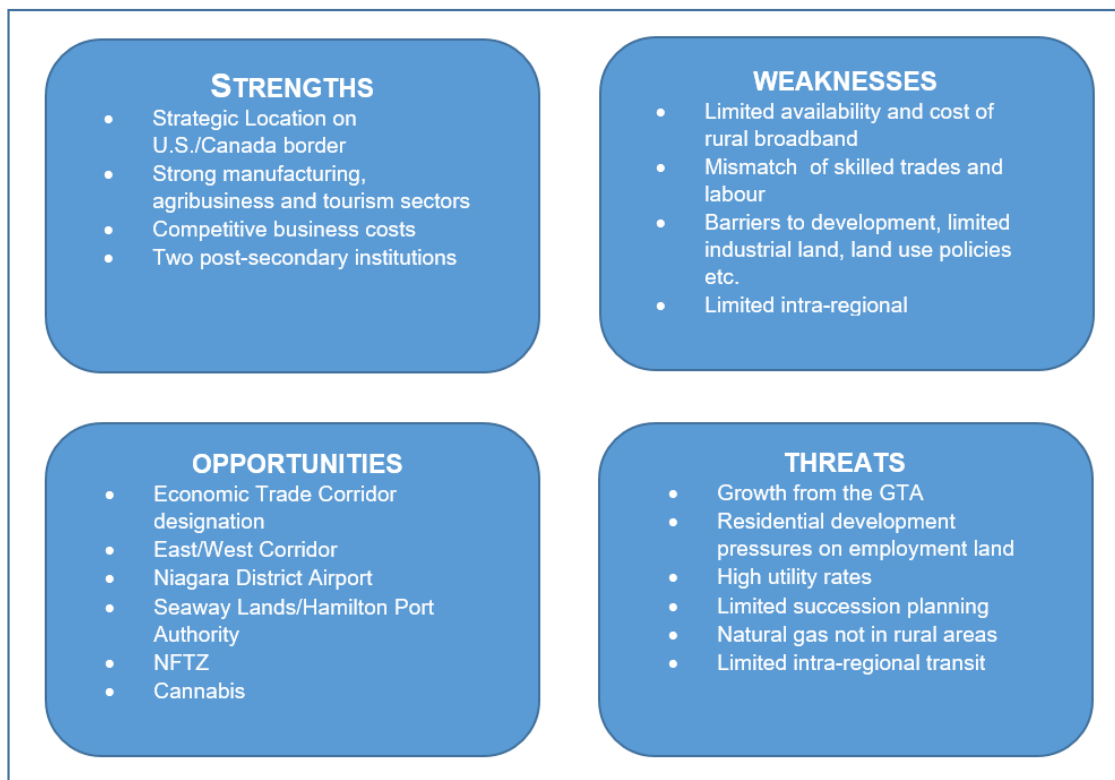 STRENGTHS
• Strategic Location on
U.S./Canada border
• Strong manufacturing,
agribusiness and tourism sectors
• Competitive business costs
• Two post-secondary institutions
WEAKNESSES
• Limited availability and cost of
rural broadband
• Mismatch of skilled trades and
labour
• Barriers to development, limited
industrial land, land use policies
etc.
• Limited intra-regional
OPPORTUNITIES
• Economic Trade Corridor
designation
• East/West Corridor
• Niagara District Airport
• Seaway Lands/Hamilton Port
Authority
• NFTZ
• Cannabis
THREATS
• Growth from the GTA
• Residential development
pressures on employment land
• High utility rates
• Limited succession planning
• Natural gas not in rural areas
• Limited intra-regional transit